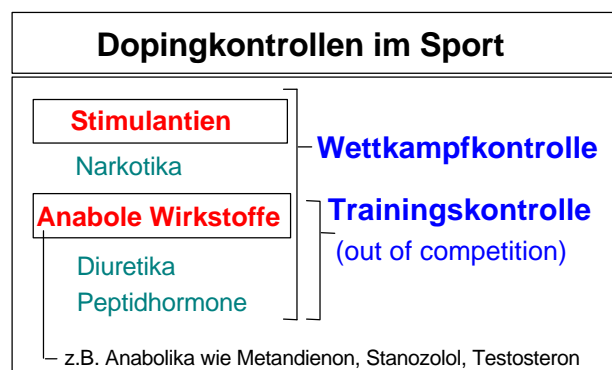 Dopingkontrollen im Sport
Stimulantien
Narkotika
Wettkampfkontrolle
Anabole Wirkstoffe
Trainingskontrolle
(out of competition)
Diuretika
Peptidhormone
z.B. Anabolika wie Metandienon, Stanozolol, Testosteron